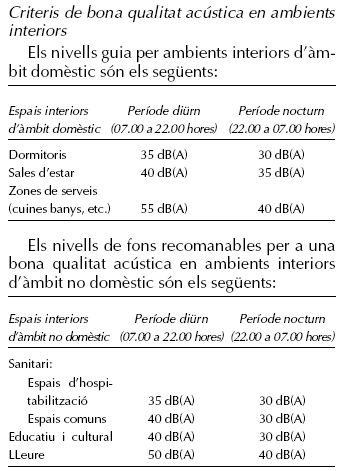 Criteris de bona qualitat acústica en ambients
interiors
Els nivells guia per ambients interiors d'àm-
bit domèstic són els següents:
Espais interiors Període diürn Període nocturn
d'àmbit domèstic (07.00 a 22.00 hores) (22.00 a 07.00 hores)
Dormitoris 35 dB(A) 30 dB(A)
Sales d'estar 40 dB(A) 35 dB(A)
Zones de serveis
(cuines banys, etc.) 55 dB(A) 40 dB(A)
Els nivells de fons recomanables per a una
bona qualitat acústica en ambients interiors
d'àmbit no domèstic són els següents:
Espais interiors Període diürn Període nocturn
d'àmbit no domèstic (07.00 a 22.00 hores) (22.00 a 07.00 hores)
Sanitari:
Espais d'hospi-
tabilització 35 dB(A) 30 dB(A)
Espais comuns 40 dB(A) 30 dB(A)
Educatiu i cultural 40 dB(A) 30 dB(A)
LLeure 50 dB(A) 40 dB(A)